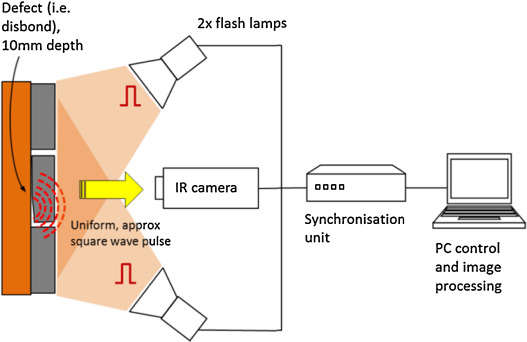 Defect (i.e.
disbond),
10mm depth
2x flash lamps
IR camera
Uniform, approx
square wave pulse
Synchronisation
unit
PC control
and image
processing